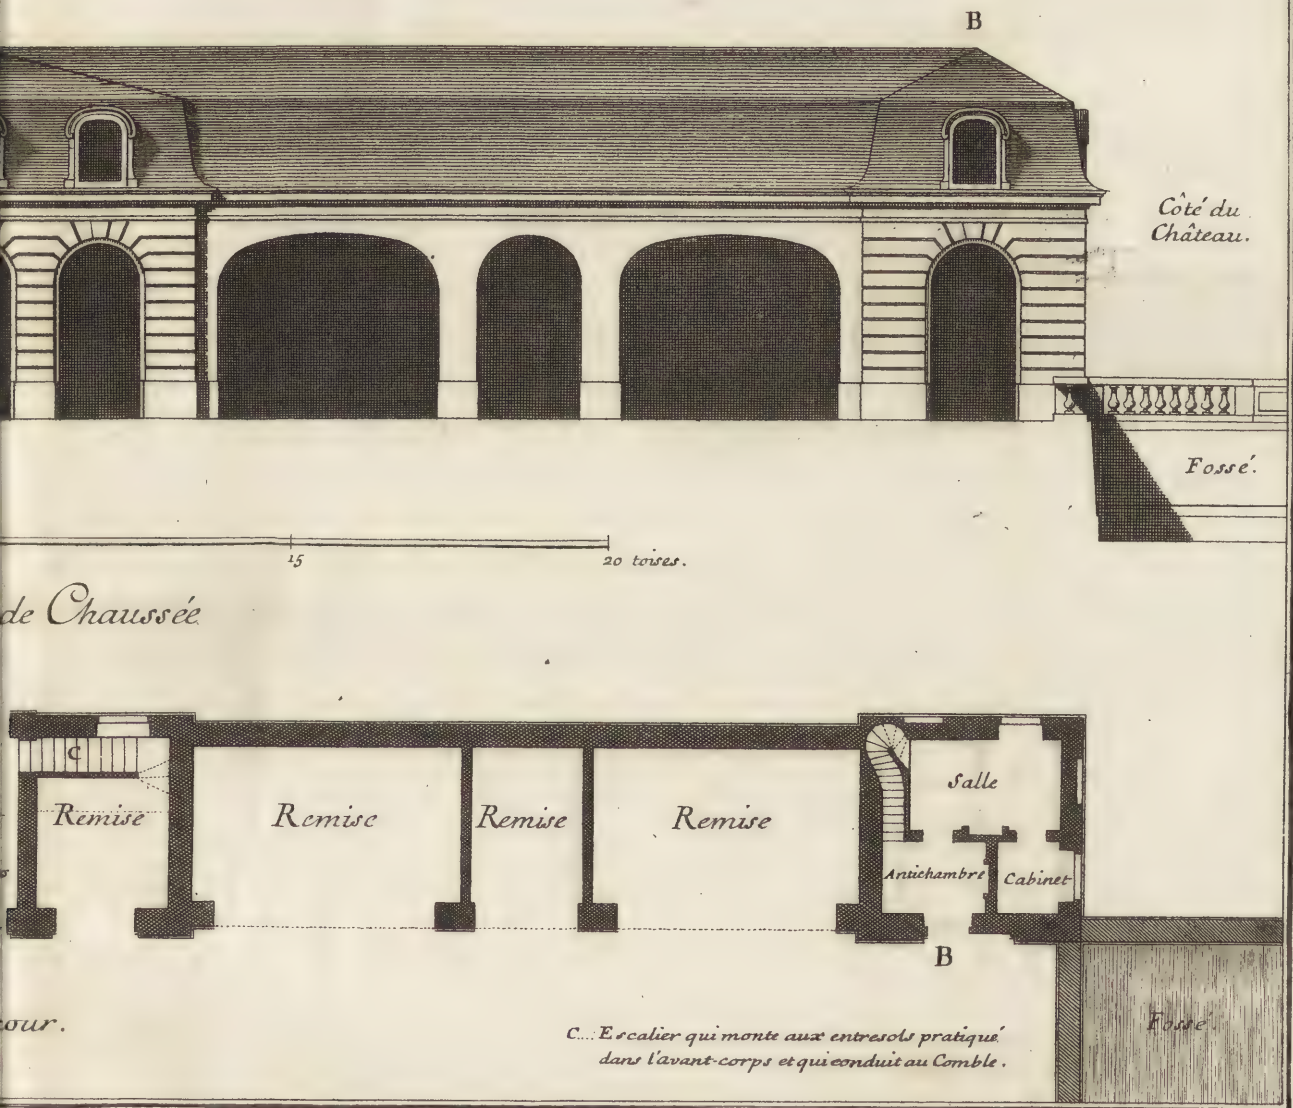 B
Côté du
Château.
Fossé.
15 20 toises.
de Chaussée
C
Remise Remise Remise Remise
Salle
Antichambre Cabinet
B
Fossé.
cour.
C... Escalier qui monte aux entresols pratiqué
dans l'avant-corps et qui conduit au Comble.